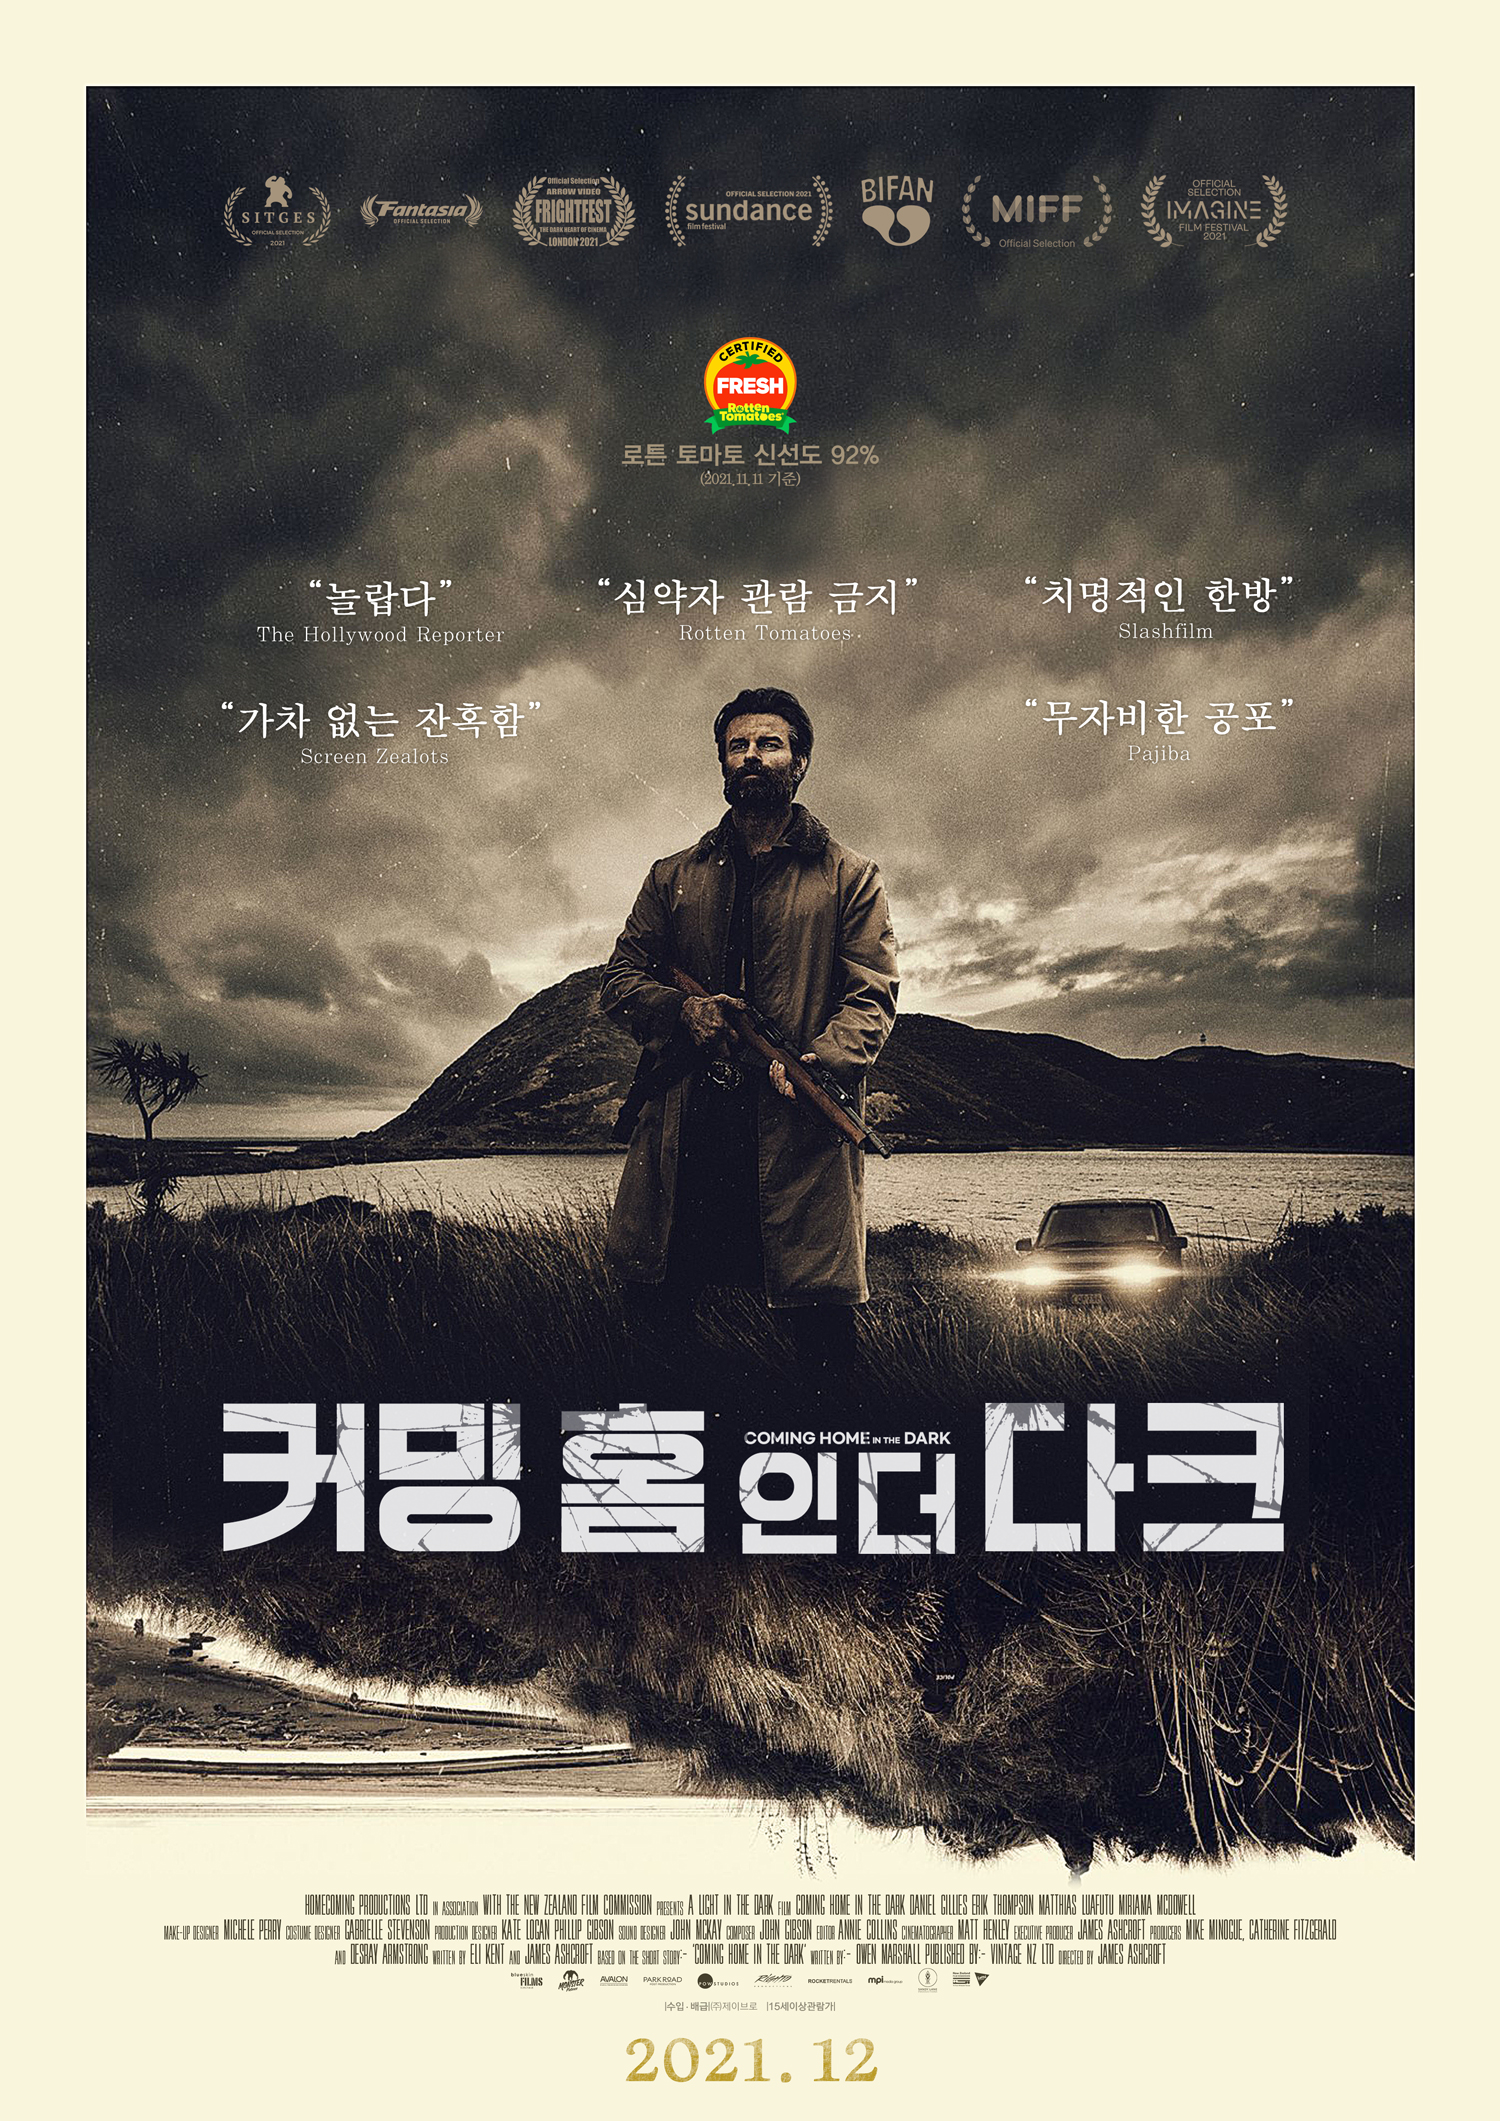 SITGES
OFFICIAL SELECTION
2021
Fantasia
OFFICIAL SELECTION
Official Selection
ARROW VIDEO
FRIGHTFEST
THE DARK HEART OF CINEMA
LONDON 2021
OFFICIAL SELECTION 2021
sundance
film festival
BIFAN
MIFF
Official Selection
OFFICIAL
SELECTION
IMAGINE
FILM FESTIVAL
2021
CERTIFIED
FRESH
Rotten
Tomatoes
로튼 토마토 신선도 92%
(2021.11.11 기준)
“놀랍다”
The Hollywood Reporter
“심약자 관람 금지”
Rotten Tomatoes
“치명적인 한방”
Slashfilm
“가차 없는 잔혹함”
Screen Zealots
“무자비한 공포”
Pajiba
COMING HOME IN THE DARK
커밍 홈 인 더 다크
HOMECOMING PRODUCTIONS LTD IN ASSOCIATION WITH THE NEW ZEALAND FILM COMMISSION PRESENTS A LIGHT IN THE DARK FILM COMING HOME IN THE DARK DANIEL GILLIES ERIK THOMPSON MATTHIAS LUAFUTU MIRIAMA MCDOWELL
MAKE-UP DESIGNER MICHELE PERRY COSTUME DESIGNER GABRIELLE STEVENSON PRODUCTION DESIGNER KATE LOGAN PHILLIP GIBSON SOUND DESIGNER JOHN MCKAY COMPOSER JOHN GIBSON EDITOR ANNIE COLLINS CINEMATOGRAPHER MATT HENLEY EXECUTIVE PRODUCER JAMES ASHCROFT PRODUCERS MIKE MINOGUE, CATHERINE FITZGERALD
AND DESRAY ARMSTRONG WRITTEN BY ELI KENT AND JAMES ASHCROFT BASED ON THE SHORT STORY:- 'COMING HOME IN THE DARK' WRITTEN BY:- OWEN MARSHALL PUBLISHED BY:- VINTAGE NZ LTD DIRECTED BY JAMES ASHCROFT
FILMS
MONSTER
AVALON
PARK ROAD
POW STUDIOS
ROCKETRENTALS
mpi media group
|수입·배급|㈜제이브로 |15세이상관람가|
2021. 12